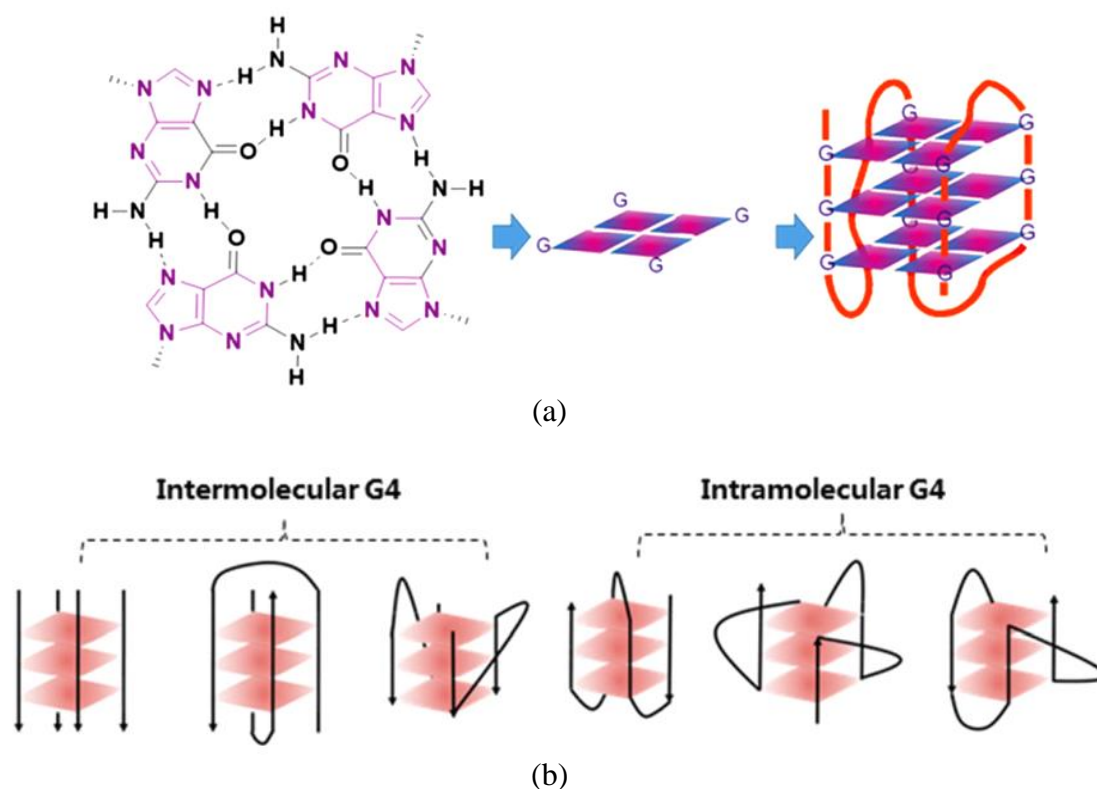 N H N N N
N N H N N
N O O H
N N H N H
H N H H N N
H O O N
N N H N
N N N H N N
H
G G G G
G G G
G G G G
G G G G
G G
(a)
Intermolecular G4 Intramolecular G4
(b)